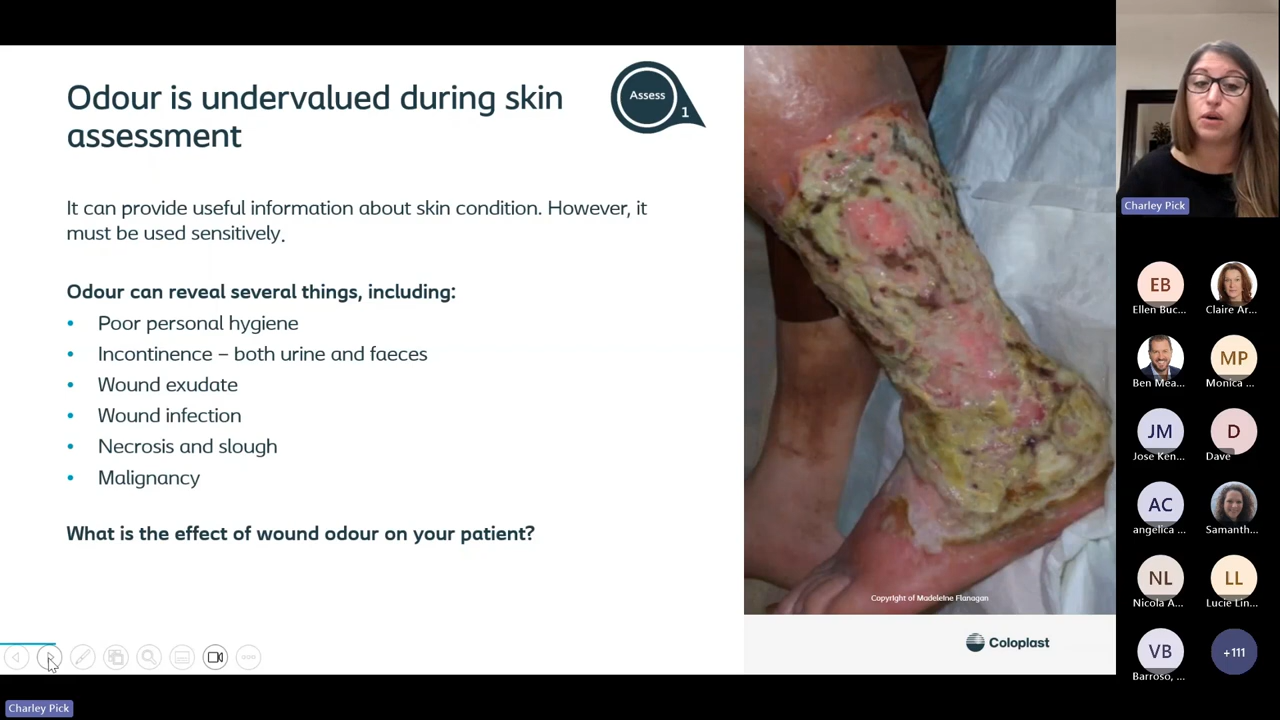 Odour is undervalued during skin
assessment
Assess
1
It can provide useful information about skin condition. However, it
must be used sensitively.
Odour can reveal several things, including:
• Poor personal hygiene
• Incontinence – both urine and faeces
• Wound exudate
• Wound infection
• Necrosis and slough
• Malignancy
What is the effect of wound odour on your patient?
Copyright of Madeleine Flanagan
Coloplast
Charley Pick
Charley Pick
EB
Ellen Buc...
Claire Ar...
Ben Mea...
MP
Monica ...
JM
Jose Ken...
D
Dave
AC
angelica ...
Samanth...
NL
Nicola A...
LL
Lucie Lin...
VB
Barroso, ...
+111